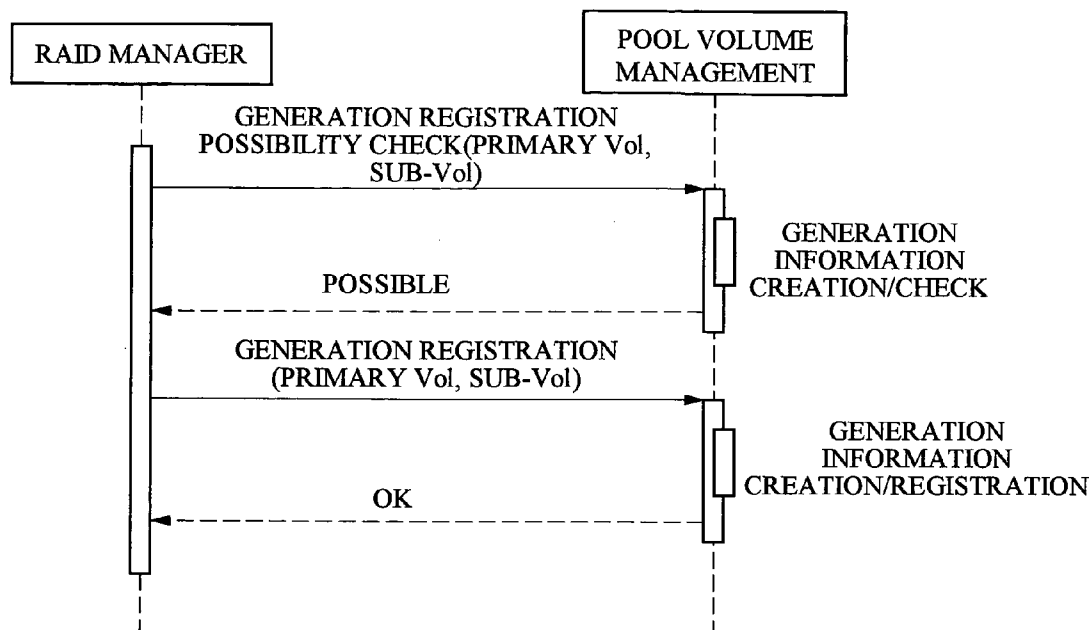 RAID MANAGER
POOL VOLUME
MANAGEMENT
GENERATION REGISTRATION
POSSIBILITY CHECK(PRIMARY Vol,
SUB-Vol)
GENERATION
INFORMATION
CREATION/CHECK
POSSIBLE
GENERATION REGISTRATION
(PRIMARY Vol, SUB-Vol)
GENERATION
INFORMATION
CREATION/REGISTRATION
OK